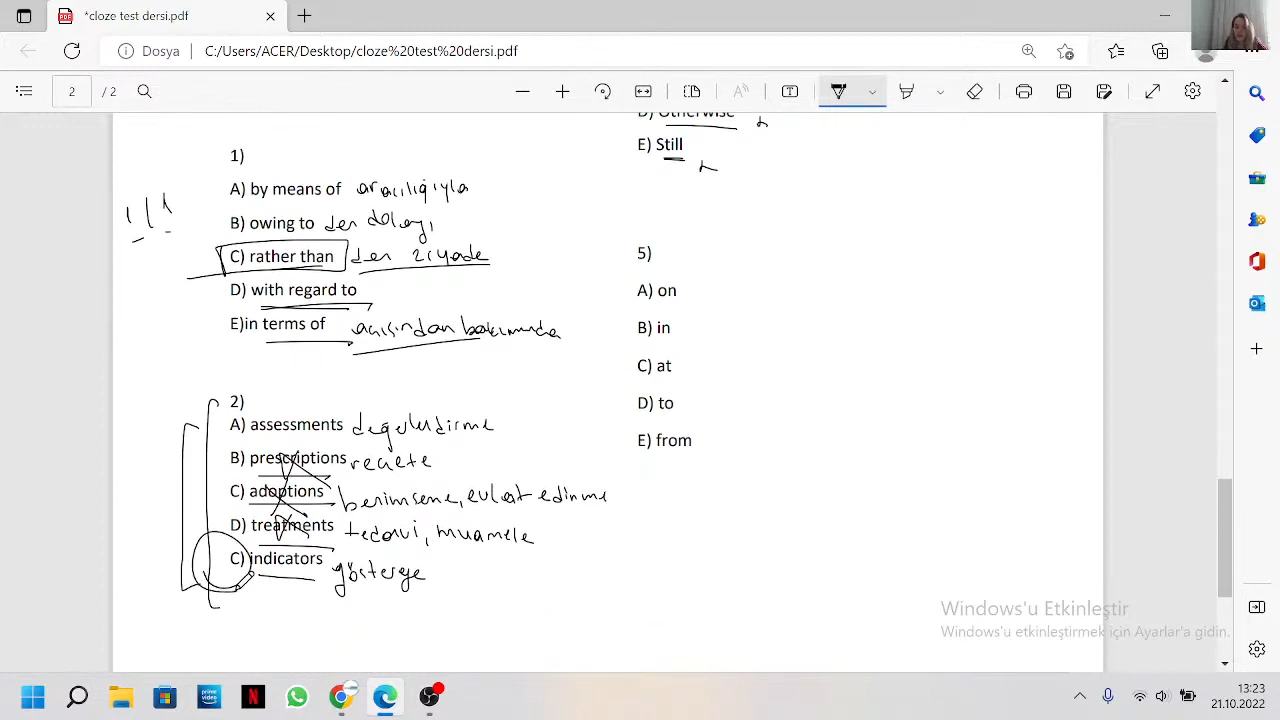 *cloze test dersi.pdf
Dosya C:/Users/ACER/Desktop/cloze%20test%20dersi.pdf
2 / 2
1)
A) by means of aracılığıyla
B) owing to den dolayı
C) rather than den ziyade
D) with regard to
E)in terms of açısından bakımında
2)
A) assessments değerlendirme
B) prescriptions reçete
C) adoptions benimseme, evlat edinme
D) treatments tedavi, muamele
C) indicators gösterge
D) Otherwise
E) Still
5)
A) on
B) in
C) at
D) to
E) from
Windows'u Etkinleştir
Windows'u etkinleştirmek için Ayarlar'a gidin.
prime video
N
13:23
21.10.2022